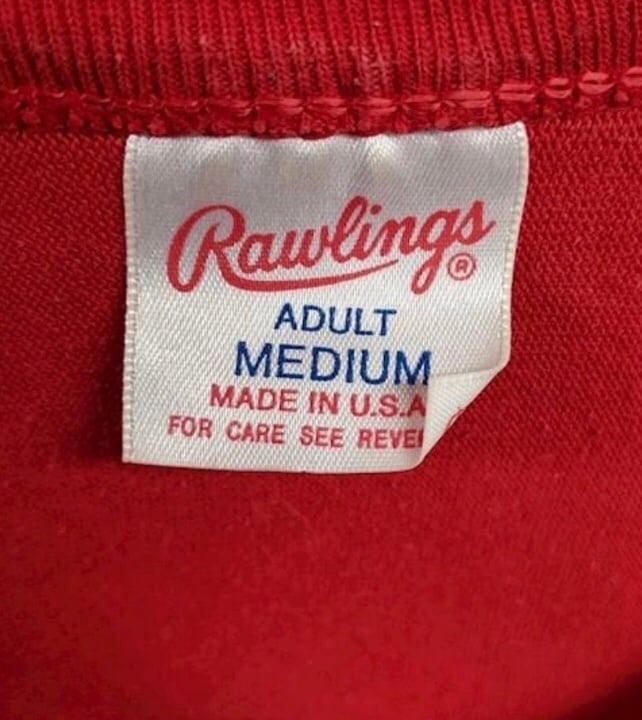 Rawlings®
ADULT
MEDIUM
MADE IN U.S.A
FOR CARE SEE